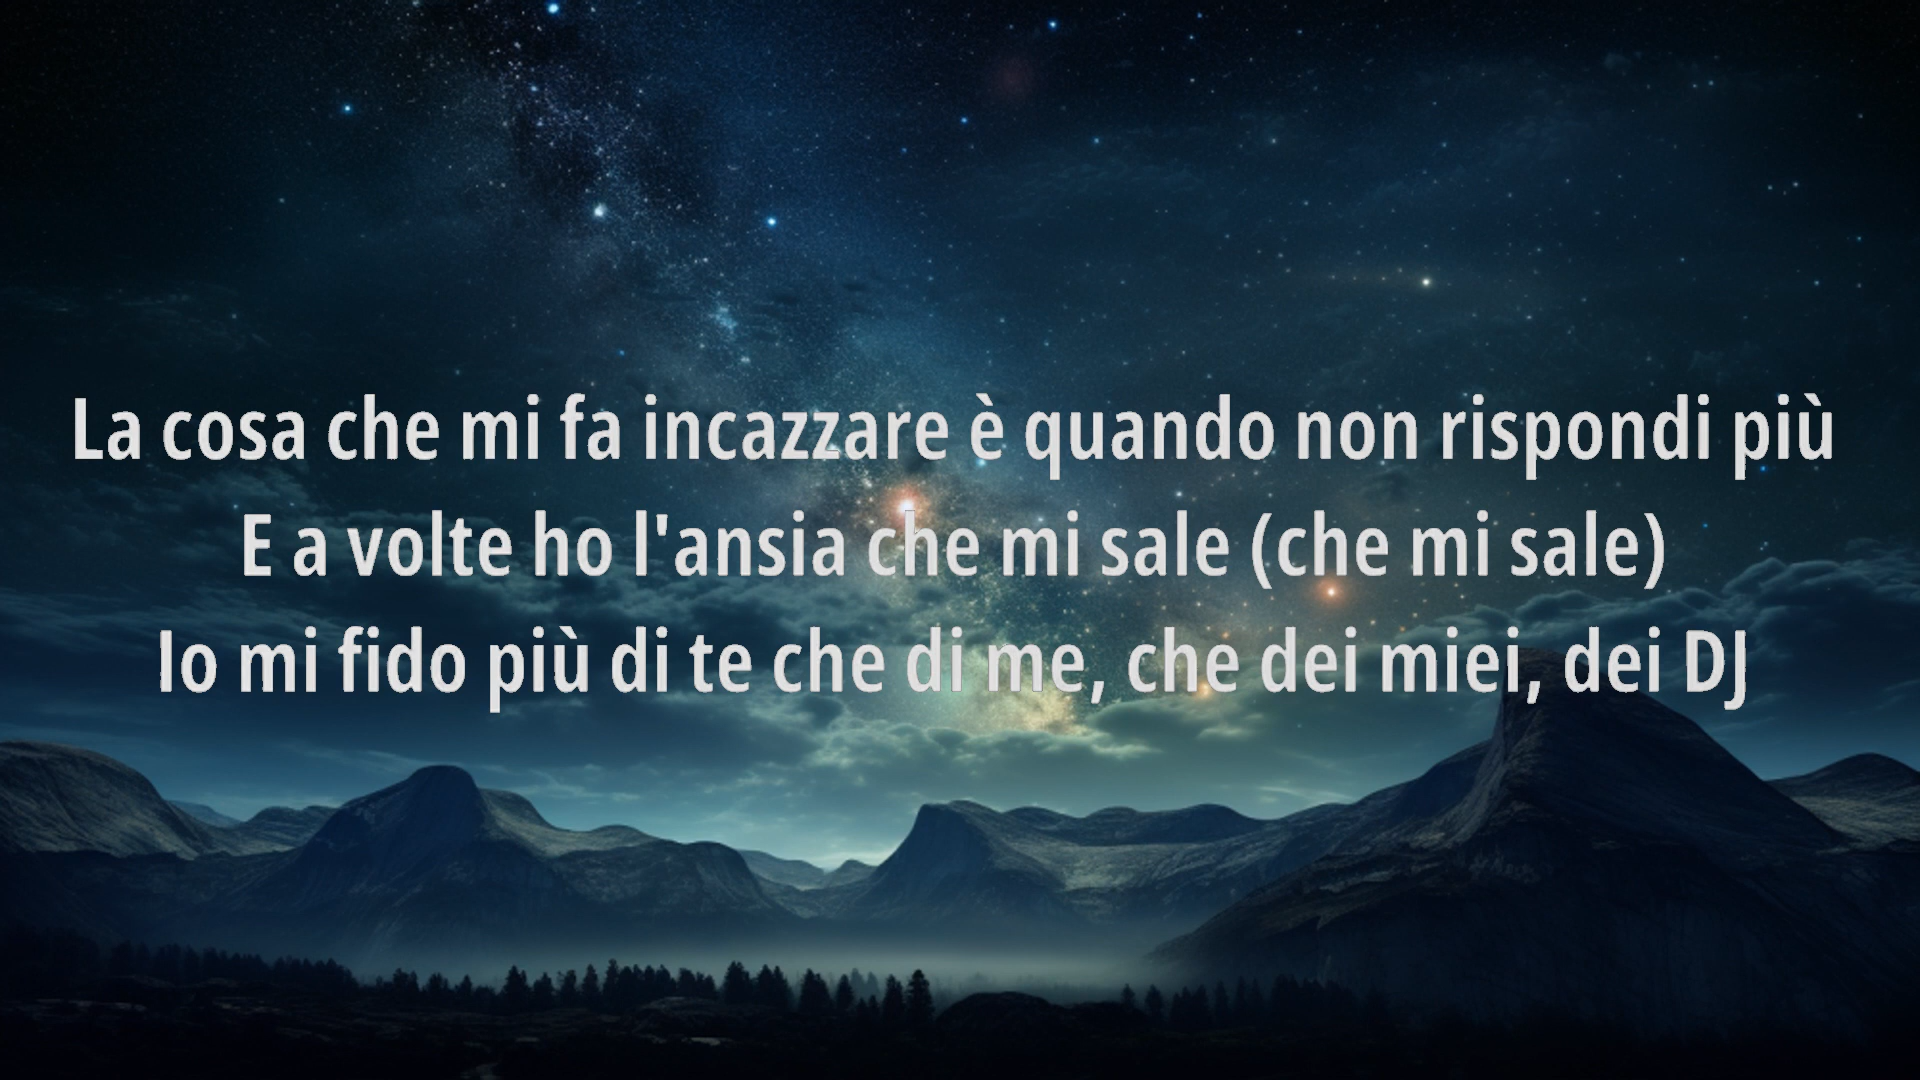 La cosa che mi fa incazzare è quando non rispondi più
E a volte ho l'ansia che mi sale (che mi sale)
Io mi fido più di te che di me, che dei miei, dei DJ